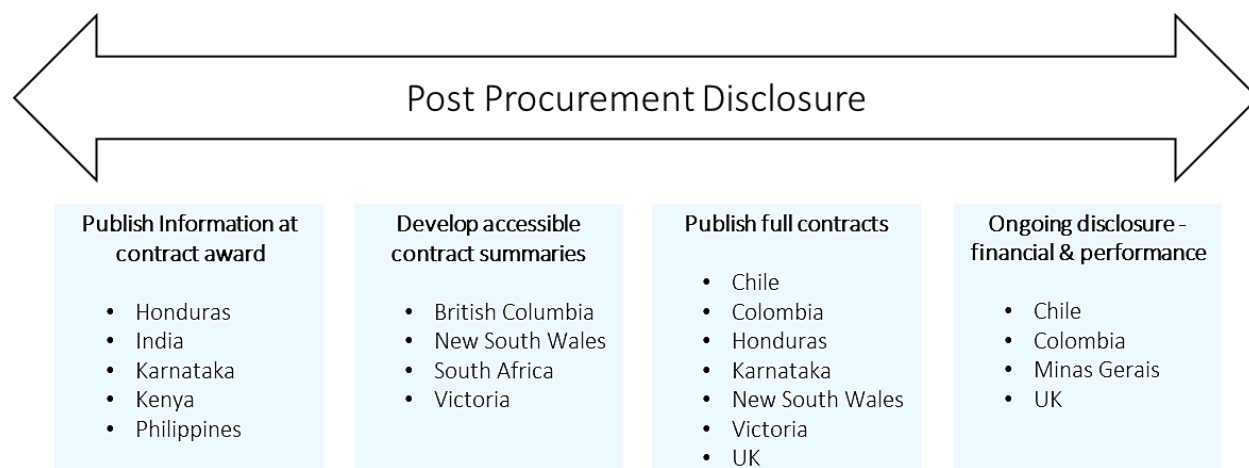 Post Procurement Disclosure
Publish Information at
contract award
• Honduras
• India
• Karnataka
• Kenya
• Philippines
Develop accessible
contract summaries
• British Columbia
• New South Wales
• South Africa
• Victoria
Publish full contracts
• Chile
• Colombia
• Honduras
• Karnataka
• New South Wales
• Victoria
• UK
Ongoing disclosure -
financial & performance
• Chile
• Colombia
• Minas Gerais
• UK